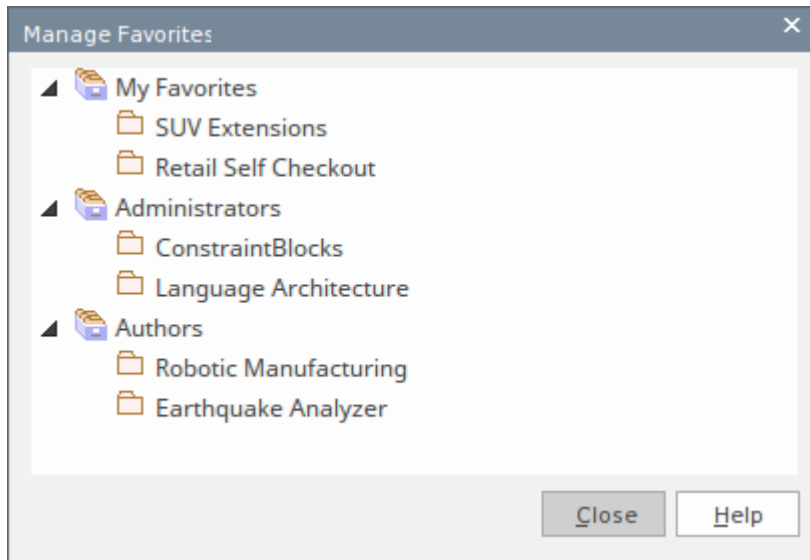 Manage Favorites
My Favorites
SUV Extensions
Retail Self Checkout
Administrators
ConstraintBlocks
Language Architecture
Authors
Robotic Manufacturing
Earthquake Analyzer
Close Help